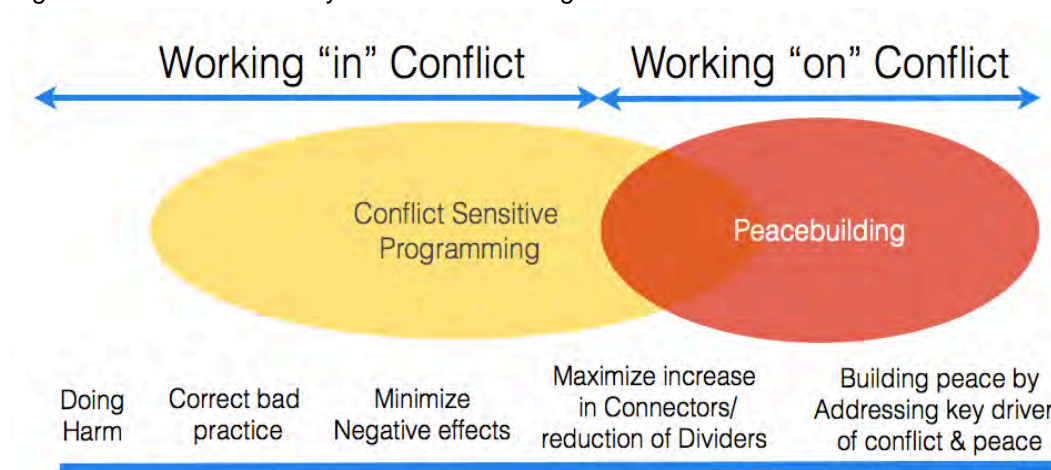 Working “in” Conflict
Working “on” Conflict
Conflict Sensitive
Programming
Peacebuilding
Doing
Harm
Correct bad
practice
Minimize
Negative effects
Maximize increase
in Connectors/
reduction of Dividers
Building peace by
Addressing key driver
of conflict & peace